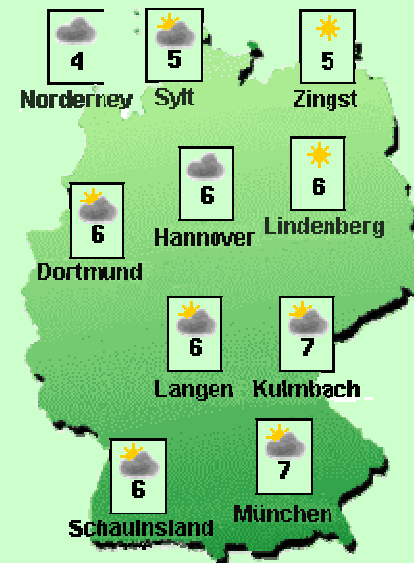 4 5 5
Norderney Sylt Zingst
6 6
6 Hannover Lindenberg
Dortmund
6 7
Langen Kulmbach
6 7
Schauinsland München